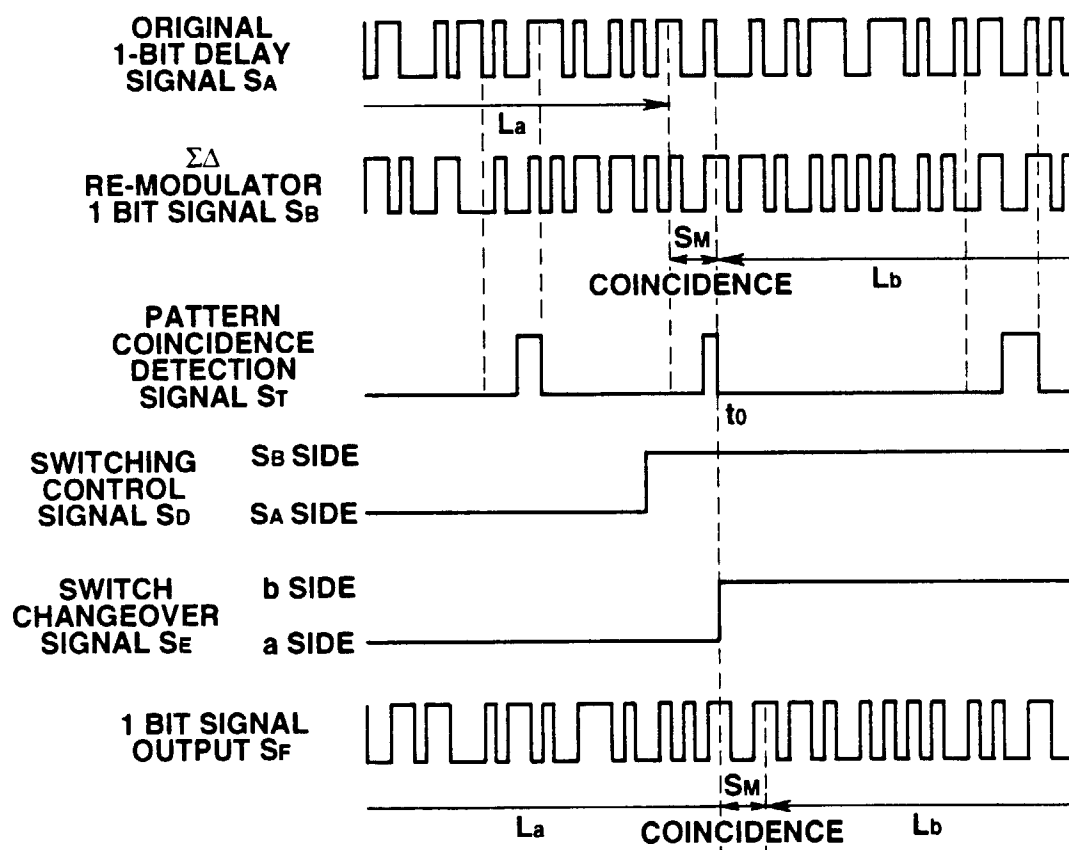 ORIGINAL
1-BIT DELAY
SIGNAL SA
La
ΣΔ
RE-MODULATOR
1 BIT SIGNAL SB
SM
COINCIDENCE
Lb
PATTERN
COINCIDENCE
DETECTION
SIGNAL ST
t0
SWITCHING
CONTROL
SIGNAL SD
SB SIDE
SA SIDE
SWITCH
CHANGEOVER
SIGNAL SE
b SIDE
a SIDE
1 BIT SIGNAL
OUTPUT SF
La
SM
COINCIDENCE
Lb